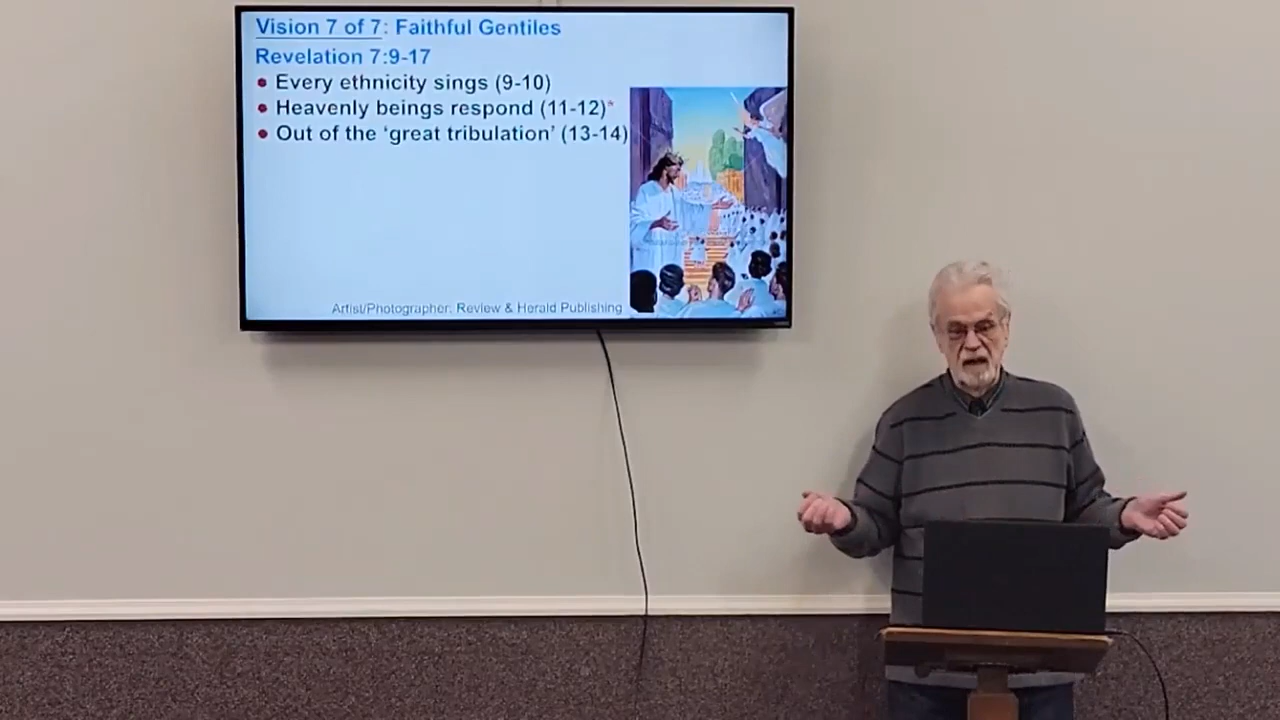 Vision 7 of 7: Faithful Gentiles
Revelation 7:9-17
● Every ethnicity sings (9-10)
● Heavenly beings respond (11-12)*
● Out of the ‘great tribulation’ (13-14)
Artist/Photographer: Review & Herald Publishing